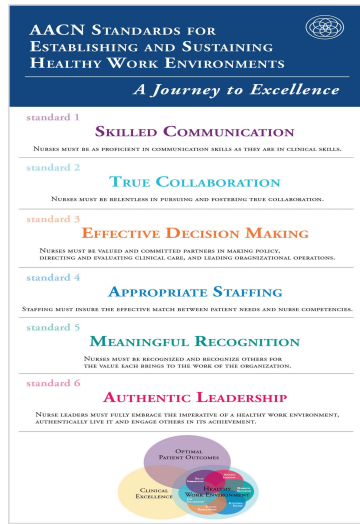 AACN Standards for
Establishing and Sustaining
Healthy Work Environments
A Journey to Excellence
standard 1
Skilled Communication
Nurses must be as proficient in communication skills as they are in clinical skills.
standard 2
True Collaboration
Nurses must be relentless in pursuing and fostering true collaboration.
standard 3
Effective Decision Making
Nurses must be valued and committed partners in making policy,
directing and evaluating clinical care, and leading oragnizational operations.
standard 4
Appropriate Staffing
Staffing must insure the effective match between patient needs and nurse competencies.
standard 5
Meaningful Recognition
Nurses must be recognized and recognize others for
the value each brings to the work of the organization.
standard 6
Authentic Leadership
Nurse leaders must fully embrace the imperative of a healthy work environment,
authentically live it and engage others in its achievement.
Optimal
Patient Outcomes
Clinical
Excellence
Healthy
Work Environment